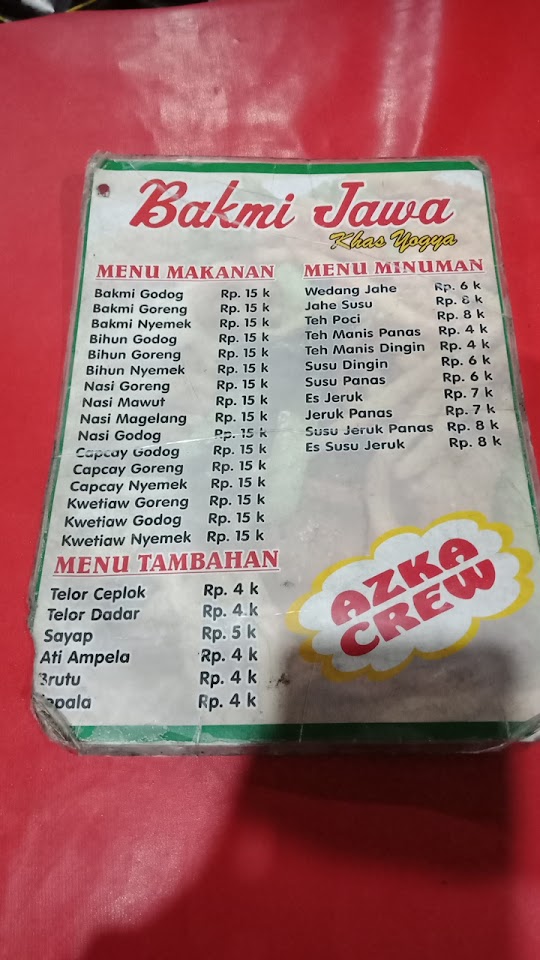 Bakmi Jawa
Khas Yogya
MENU MAKANAN
Bakmi Godog Rp. 15 k
Bakmi Goreng Rp. 15 k
Bakmi Nyemek Rp. 15 k
Bihun Godog Rp. 15 k
Bihun Goreng Rp. 15 k
Bihun Nyemek Rp. 15 k
Nasi Goreng Rp. 15 k
Nasi Mawut Rp. 15 k
Nasi Magelang Rp. 15 k
Nasi Godog Rp. 15 k
Capcay Godog Rp. 15 k
Capcay Goreng Rp. 15 k
Capcay Nyemek Rp. 15 k
Kwetiaw Goreng Rp. 15 k
Kwetiaw Godog Rp. 15 k
Kwetiaw Nyemek Rp. 15 k
MENU TAMBAHAN
Telor Ceplok Rp. 4 k
Telor Dadar Rp. 4 k
Sayap Rp. 5 k
Ati Ampela Rp. 4 k
Brutu Rp. 4 k
epala Rp. 4 k
MENU MINUMAN
Wedang Jahe Rp. 6 k
Jahe Susu Rp. 8 k
Teh Poci Rp. 8 k
Teh Manis Panas Rp. 4 k
Teh Manis Dingin Rp. 4 k
Susu Dingin Rp. 6 k
Susu Panas Rp. 6 k
Es Jeruk Rp. 7 k
Jeruk Panas Rp. 7 k
Susu Jeruk Panas Rp. 8 k
Es Susu Jeruk Rp. 8 k
AZKA
CREW